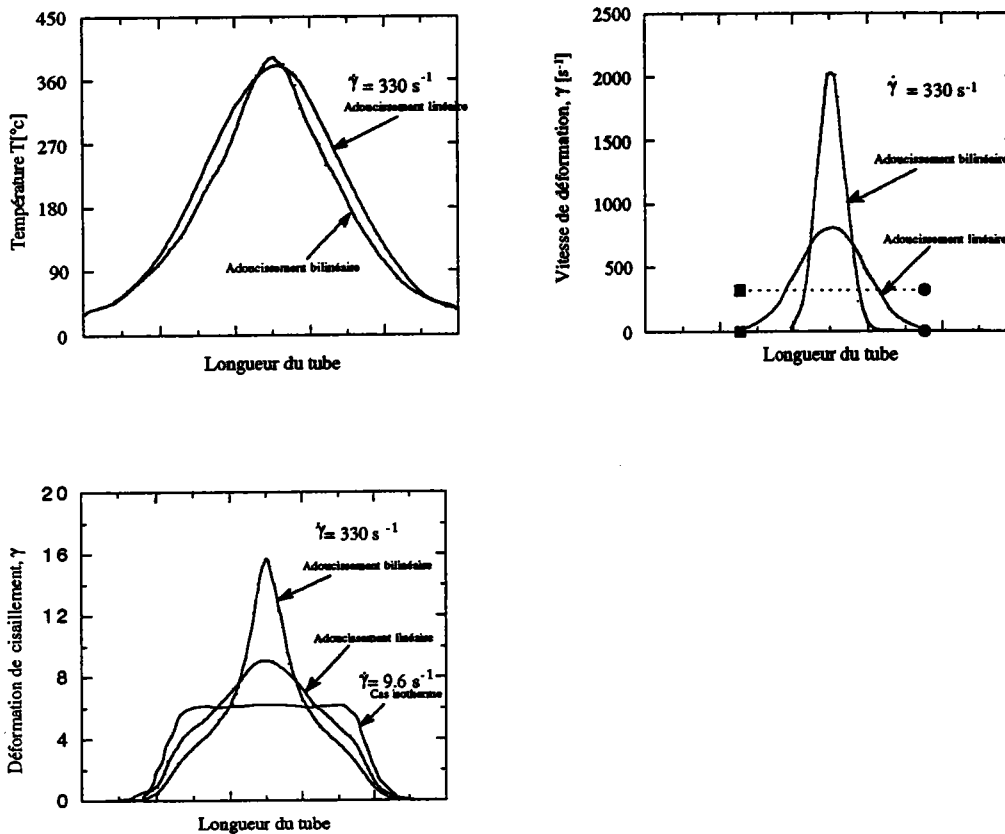 450
360
270
180
90
0
Température T[°c]
γ̇ = 330 s⁻¹
Adoucissement linéaire
Adoucissement bilinéaire
Longueur du tube
2500
2000
1500
1000
500
0
Vitesse de déformation, γ̇ [s⁻¹]
γ̇ = 330 s⁻¹
Adoucissement bilinéaire
Adoucissement linéaire
Longueur du tube
20
16
12
8
4
0
Déformation de cisaillement, γ
γ̇= 330 s ⁻¹
Adoucissement bilinéaire
Adoucissement linéaire
γ̇= 9.6 s⁻¹
Cas isotherme
Longueur du tube